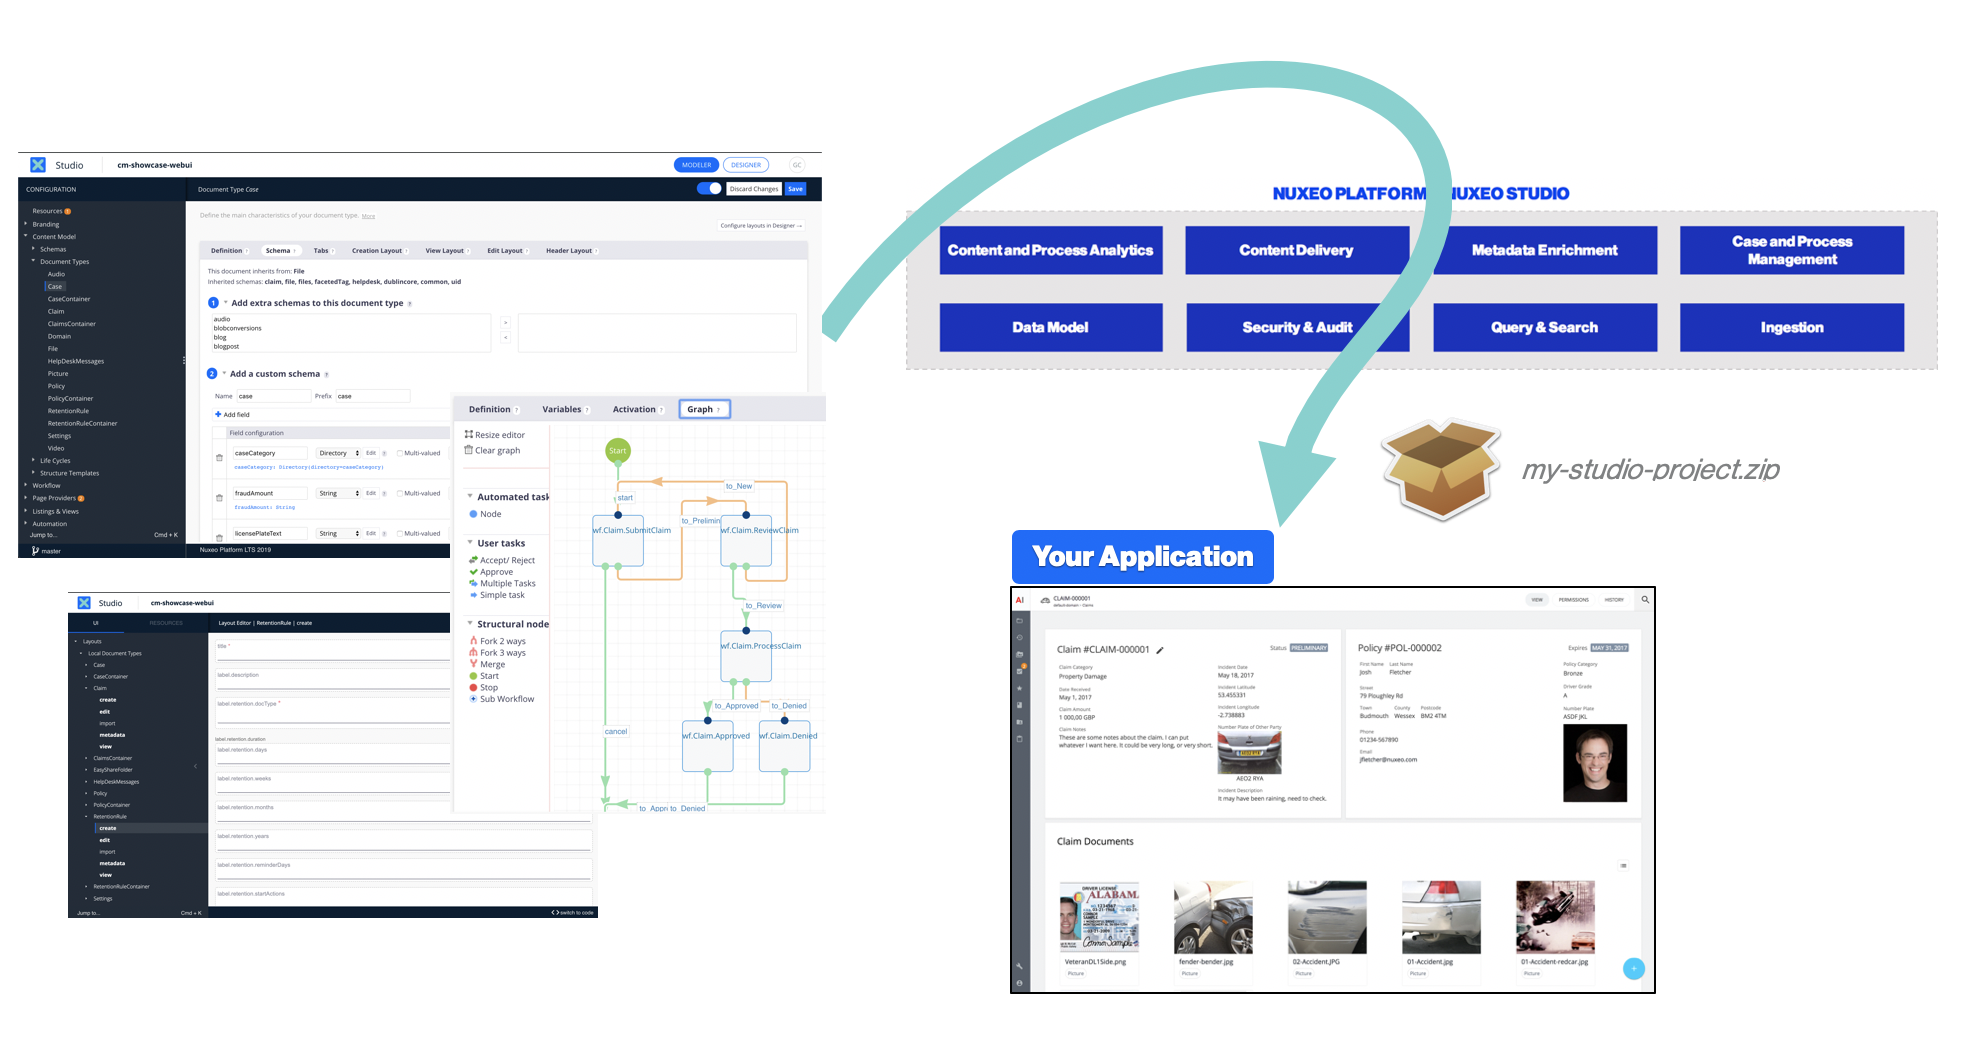 Studio
cm-showcase-webui
MODELER
DESIGNER
GC
CONFIGURATION
Document Type Case
Discard Changes
Save
Resources
Branding
Content Model
Schemas
Document Types
Audio
Case
CaseContainer
Claim
ClaimsContainer
Domain
File
HelpDeskMessages
Picture
Policy
PolicyContainer
RetentionRule
RetentionRuleContainer
Settings
Video
Life Cycles
Structure Templates
Workflow
Page Providers 2
Listings & Views
Automation
Jump to... Cmd + K
master
Define the main characteristics of your document type. More
Configure layouts in Designer →
Definition ? Schema ? Tabs ? Creation Layout ? View Layout ? Edit Layout ? Header Layout ?
This document inherits from: File
Inherited schemas: claim, file, files, facetedTag, helpdesk, dublincore, common, uid
1 Add extra schemas to this document type ?
audio
blobconversions
blog
blogpost
>
<
2 Add a custom schema ?
Name case Prefix case
Add field
Field configuration
caseCategory Directory Edit ? Multi-valued
caseCategory: Directory(directory=caseCategory)
fraudAmount String Edit ? Multi-valued
fraudAmount: String
licensePlateText String Edit ? Multi-valued
Nuxeo Platform LTS 2019
Definition ? Variables ? Activation ? Graph ?
Resize editor
Clear graph
Automated task
Node
User tasks
Accept/ Reject
Approve
Multiple Tasks
Simple task
Structural node
Fork 2 ways
Fork 3 ways
Merge
Start
Stop
Sub Workflow
Start
start
to_New
to_Prelimin
wf.Claim.SubmitClaim
wf.Claim.ReviewClaim
to_Review
wf.Claim.ProcessClaim
to_Approved
to_Denied
cancel
wf.Claim.Approved
wf.Claim.Denied
to_Appr
to_Denied
Studio
cm-showcase-webui
UI
RESOURCES
Layout Editor | RetentionRule | create
Layouts
Local Document Types
Case
CaseContainer
Claim
create
edit
import
metadata
view
ClaimsContainer
EasyShareFolder
HelpDeskMessages
Policy
PolicyContainer
RetentionRule
create
edit
import
metadata
view
RetentionRuleContainer
Settings
Jump to... Cmd + K
title *
label.description
label.retention.docType *
label.retention.duration
label.retention.days
label.retention.weeks
label.retention.months
label.retention.years
label.retention.reminderDays
label.retention.startActions
switch to code
NUXEO PLATFORM NUXEO STUDIO
Content and Process Analytics
Content Delivery
Metadata Enrichment
Case and Process
Management
Data Model
Security & Audit
Query & Search
Ingestion
my-studio-project.zip
Your Application
AI
CLAIM-000001
default-domain > Claims
VIEW
PERMISSIONS
HISTORY
Claim #CLAIM-000001
Status PRELIMINARY
Claim Category
Property Damage
Date Received
May 1, 2017
Claim Amount
1 000,00 GBP
Claim Notes
These are some notes about the claim. I can put
whatever I want here. It could be very long, or very short.
Incident Date
May 18, 2017
Incident Latitude
53.455331
Incident Longitude
-2.738883
Number Plate of Other Party
AEO2 RYA
Incident Description
It may have been raining, need to check.
Policy #POL-000002
Expires MAY 31, 2017
First Name Last Name
Josh Fletcher
Street
79 Ploughley Rd
Town County Postcode
Budmouth Wessex BM2 4TM
Phone
01234-567890
Email
jfletcher@nuxeo.com
Policy Category
Bronze
Driver Grade
A
Number Plate
ASDF JKL
Claim Documents
DRIVER LICENSE
ALABAM
VeteranDL1Side.png
Picture
fender-bender.jpg
Picture
02-Accident.JPG
Picture
01-Accident.jpg
Picture
01-Accident-redcar.jpg
Picture